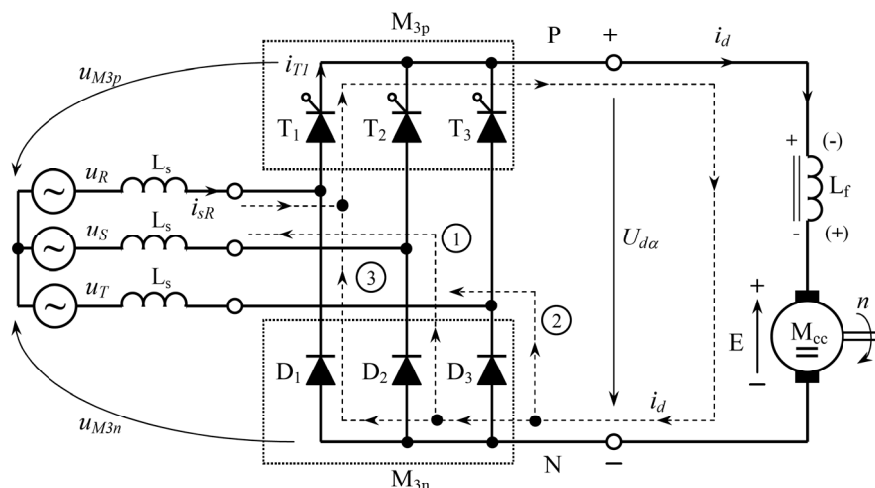 M3p
P + id
uM3p
iT1
T1 T2 T3
+ (-)
Lf
- (+)
uR Ls
isR
uS Ls
1
Udα
3
uT Ls
2
+
E
−
Mcc
n
D1 D2 D3
id
uM3n
N −
M3n